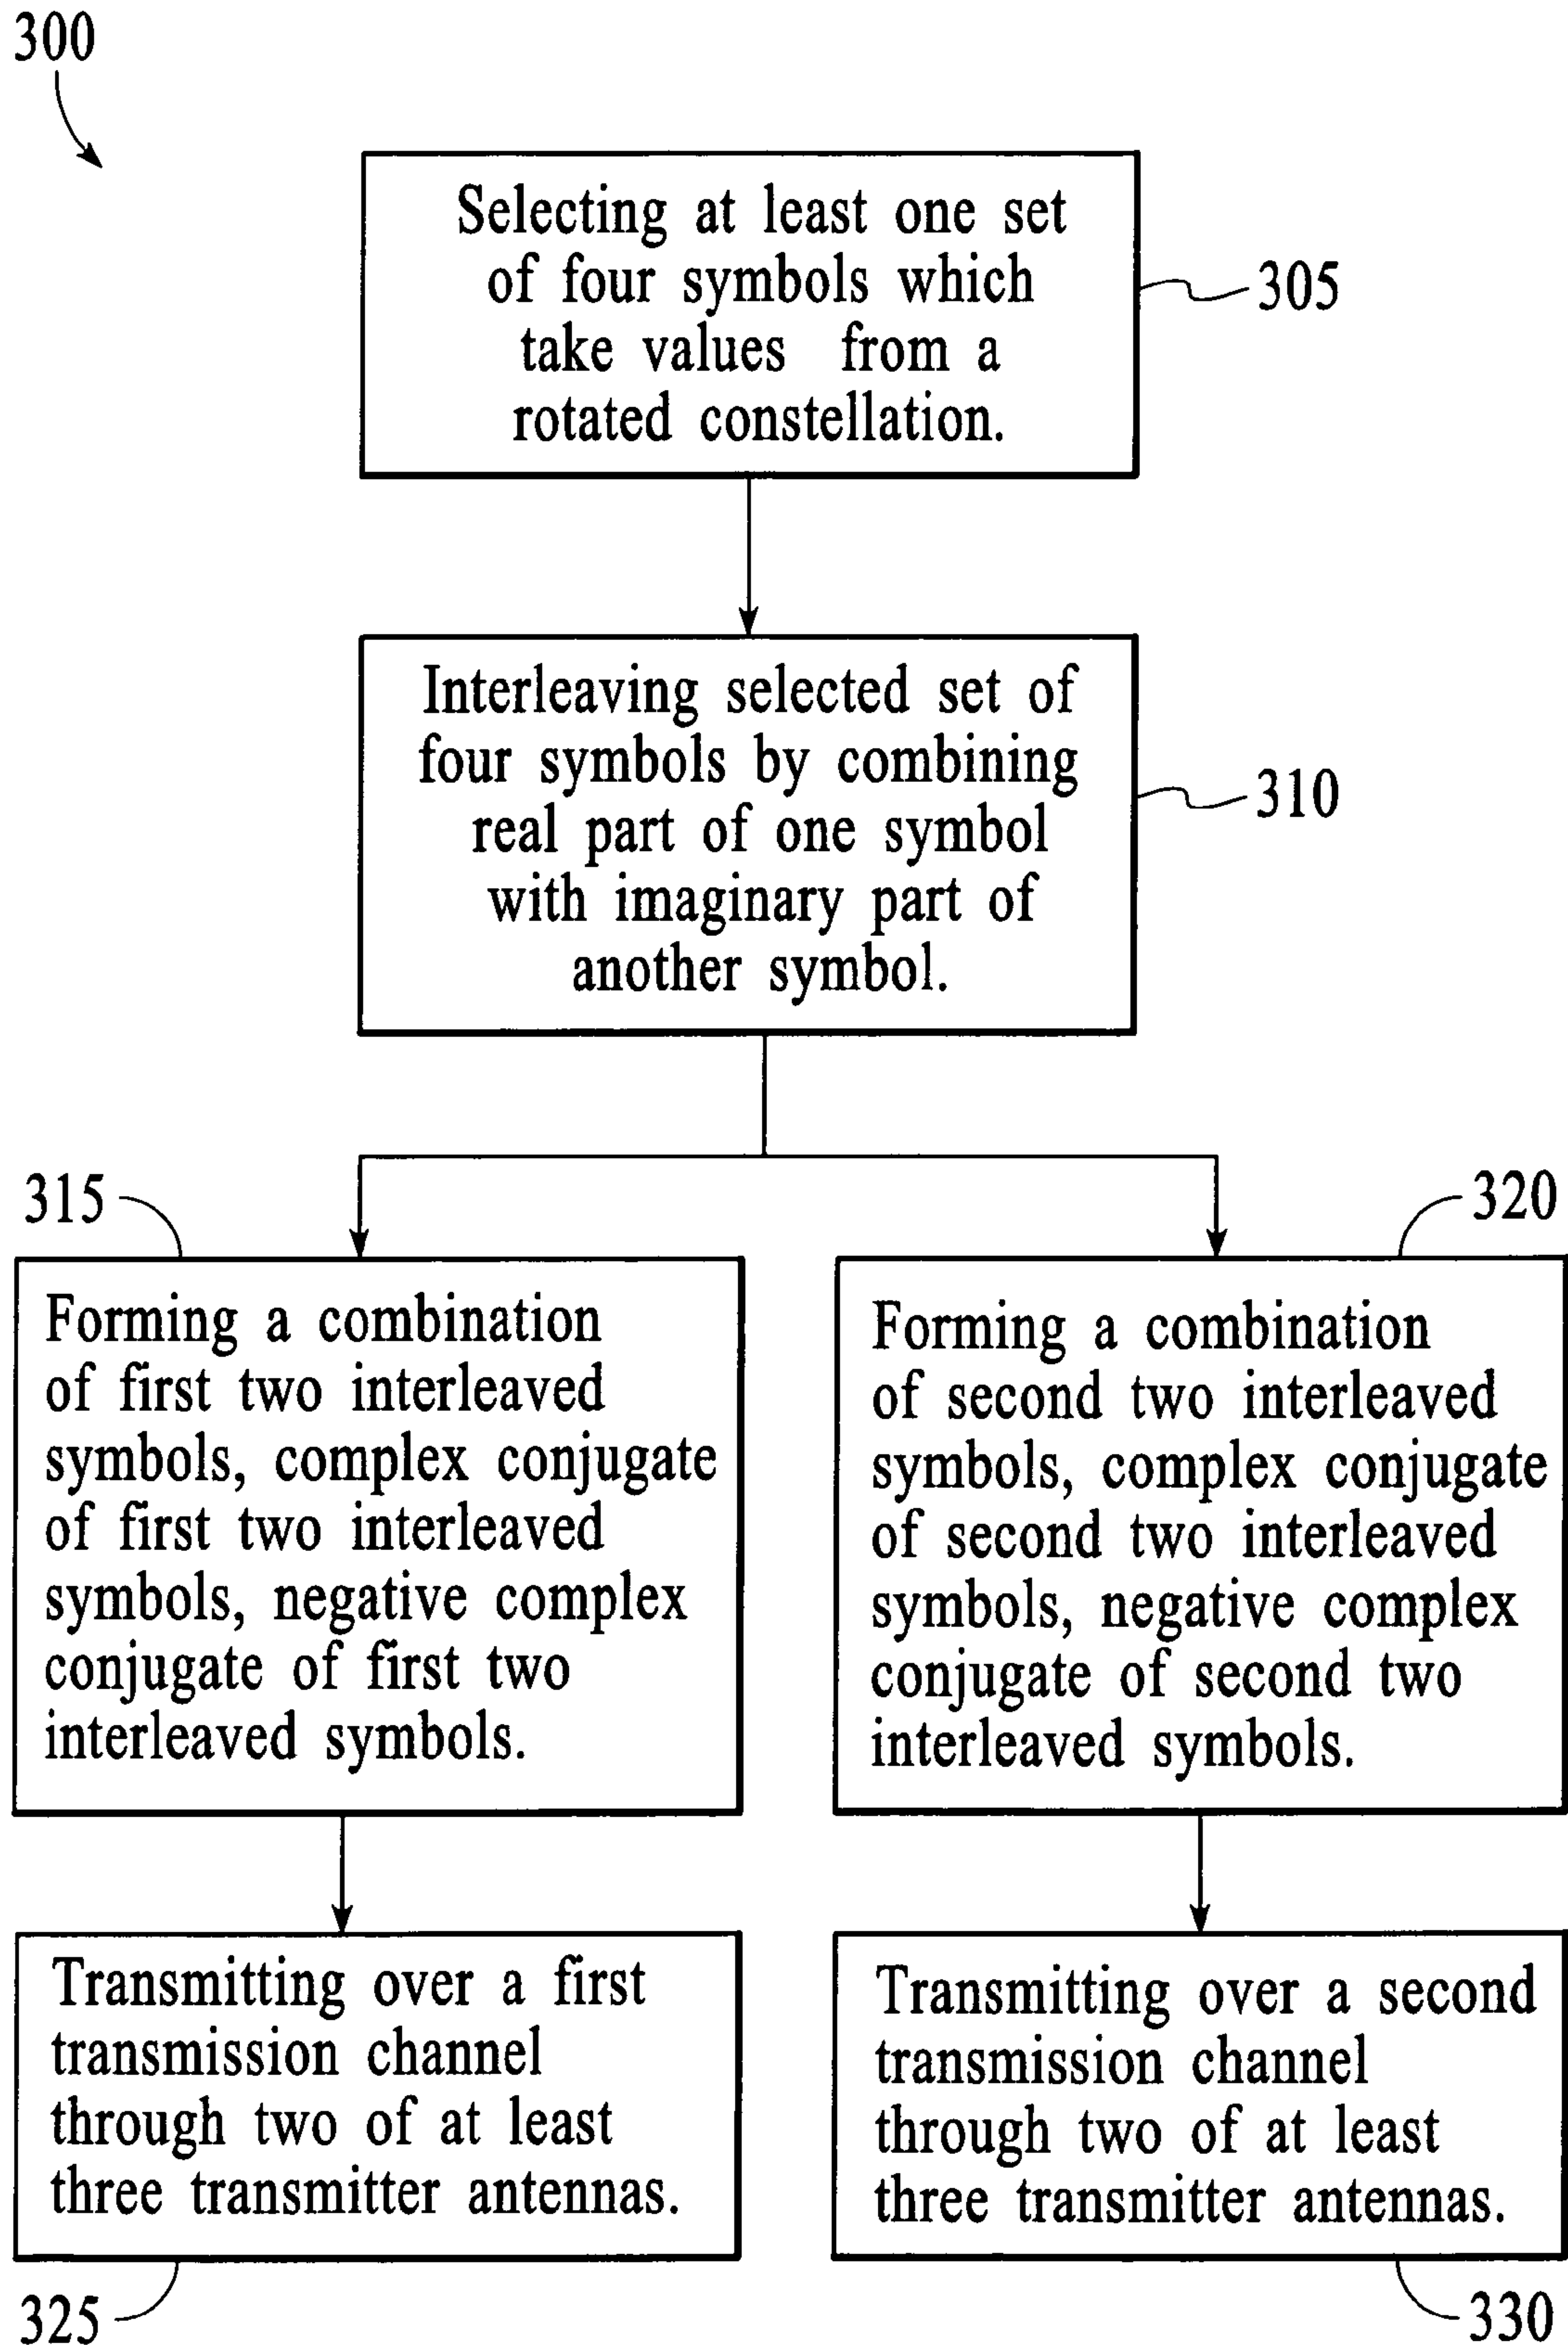 300
Selecting at least one set
of four symbols which
take values from a
rotated constellation.
305
Interleaving selected set of
four symbols by combining
real part of one symbol
with imaginary part of
another symbol.
310
315
Forming a combination
of first two interleaved
symbols, complex conjugate
of first two interleaved
symbols, negative complex
conjugate of first two
interleaved symbols.
320
Forming a combination
of second two interleaved
symbols, complex conjugate
of second two interleaved
symbols, negative complex
conjugate of second two
interleaved symbols.
Transmitting over a first
transmission channel
through two of at least
three transmitter antennas.
325
Transmitting over a second
transmission channel
through two of at least
three transmitter antennas.
330